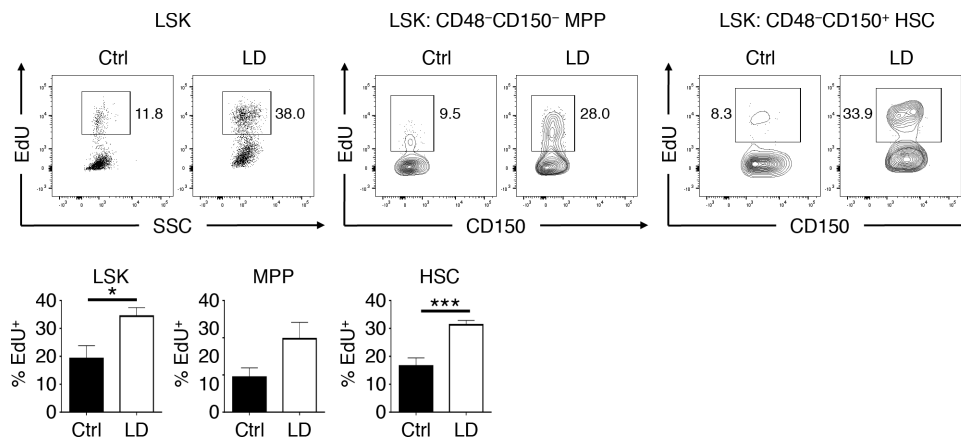 LSK
LSK: CD48⁻CD150⁻ MPP
LSK: CD48⁻CD150⁺ HSC
Ctrl
LD
Ctrl
LD
Ctrl
LD
EdU
11.8
38.0
SSC
EdU
9.5
28.0
CD150
EdU
8.3
33.9
CD150
LSK
MPP
HSC
% EdU⁺
40
30
20
10
0
*
Ctrl
LD
% EdU⁺
40
30
20
10
0
Ctrl
LD
% EdU⁺
40
30
20
10
0
***
Ctrl
LD